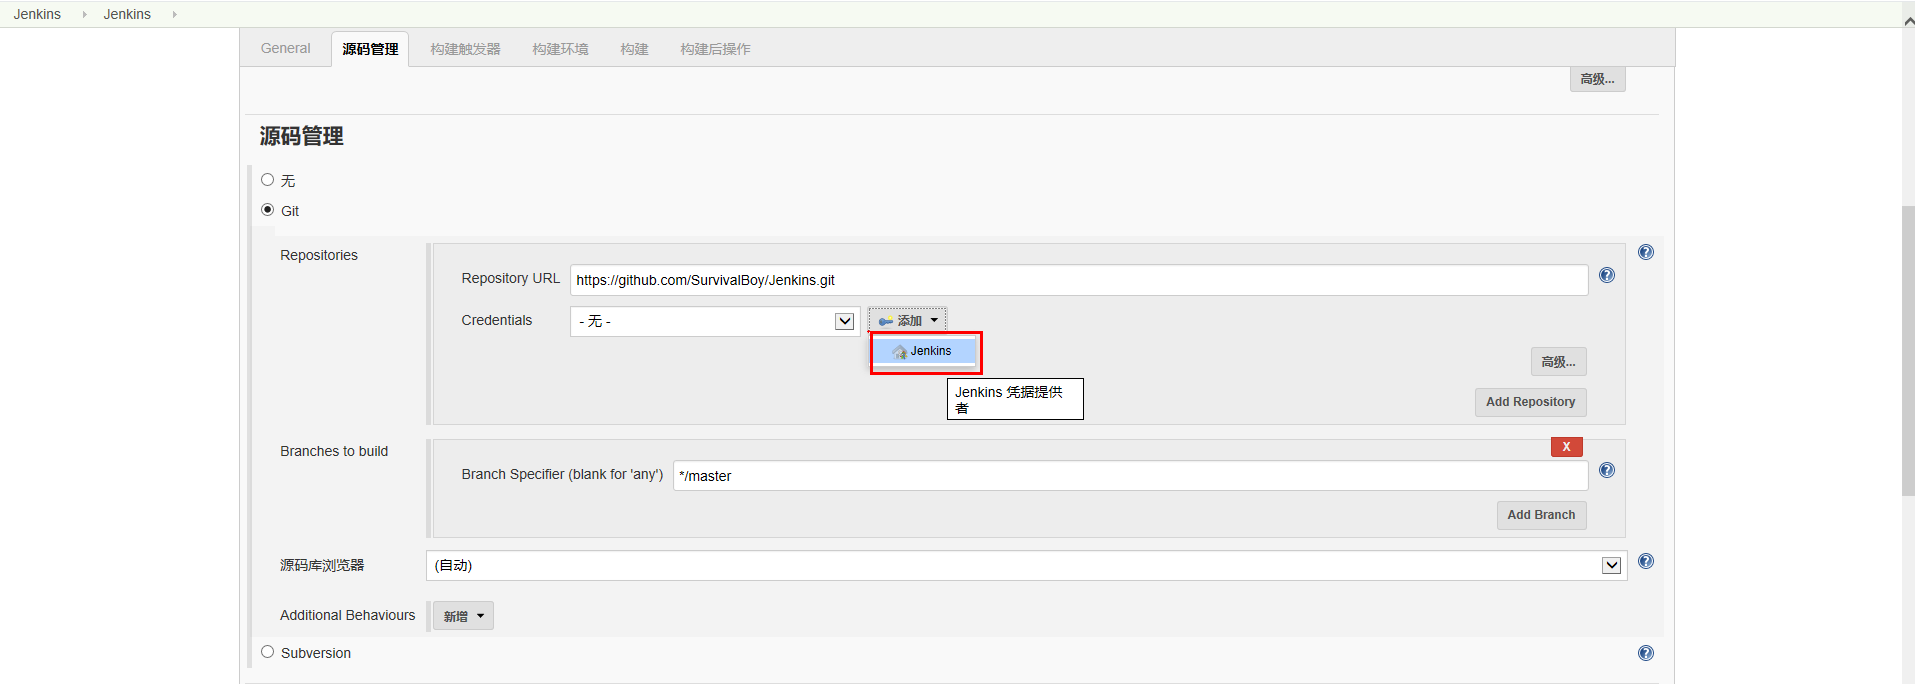 Jenkins Jenkins
General 源码管理 构建触发器 构建环境 构建 构建后操作
高级...
源码管理
无
Git
Repositories
Repository URL https://github.com/SurvivalBoy/Jenkins.git
Credentials - 无 - 添加
Jenkins
高级...
Jenkins 凭据提供
者
Add Repository
Branches to build
X
Branch Specifier (blank for 'any') */master
Add Branch
源码库浏览器 (自动)
Additional Behaviours 新增
Subversion